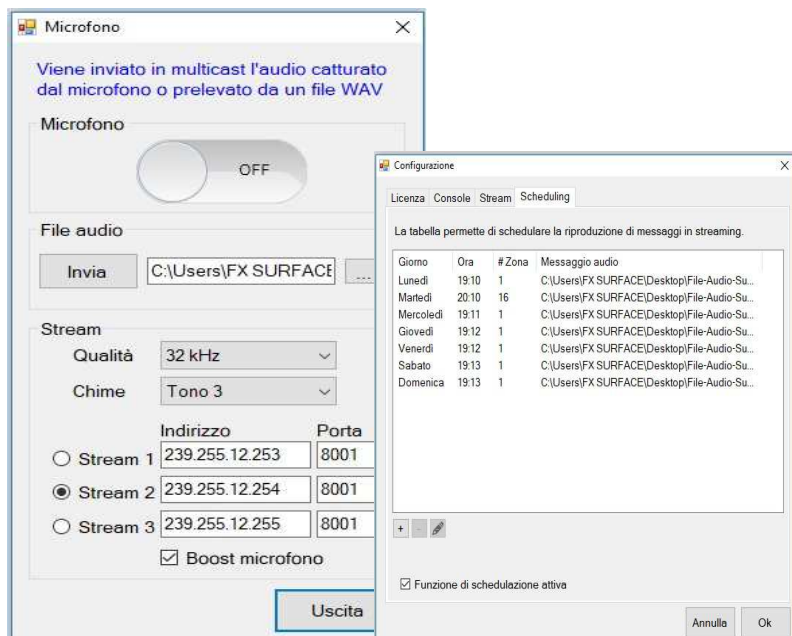 Microfono
Viene inviato in multicast l'audio catturato
dal microfono o prelevato da un file WAV
Microfono
OFF
File audio
Invia
C:\Users\FX SURFACE
...
Stream
Qualità
32 kHz
Chime
Tono 3
Indirizzo Porta
Stream 1 239.255.12.253 8001
Stream 2 239.255.12.254 8001
Stream 3 239.255.12.255 8001
Boost microfono
Uscita
Configurazione
Licenza Console Stream Scheduling
La tabella permette di schedulare la riproduzione di messaggi in streaming.
Giorno Ora # Zona Messaggio audio
Lunedì 19:10 1 C:\Users\FX SURFACE\Desktop\File-Audio-Su...
Martedì 20:10 16 C:\Users\FX SURFACE\Desktop\File-Audio-Su...
Mercoledì 19:11 1 C:\Users\FX SURFACE\Desktop\File-Audio-Su...
Giovedì 19:12 1 C:\Users\FX SURFACE\Desktop\File-Audio-Su...
Venerdì 19:12 1 C:\Users\FX SURFACE\Desktop\File-Audio-Su...
Sabato 19:13 1 C:\Users\FX SURFACE\Desktop\File-Audio-Su...
Domenica 19:13 1 C:\Users\FX SURFACE\Desktop\File-Audio-Su...
+ -
Funzione di schedulazione attiva
Annulla Ok